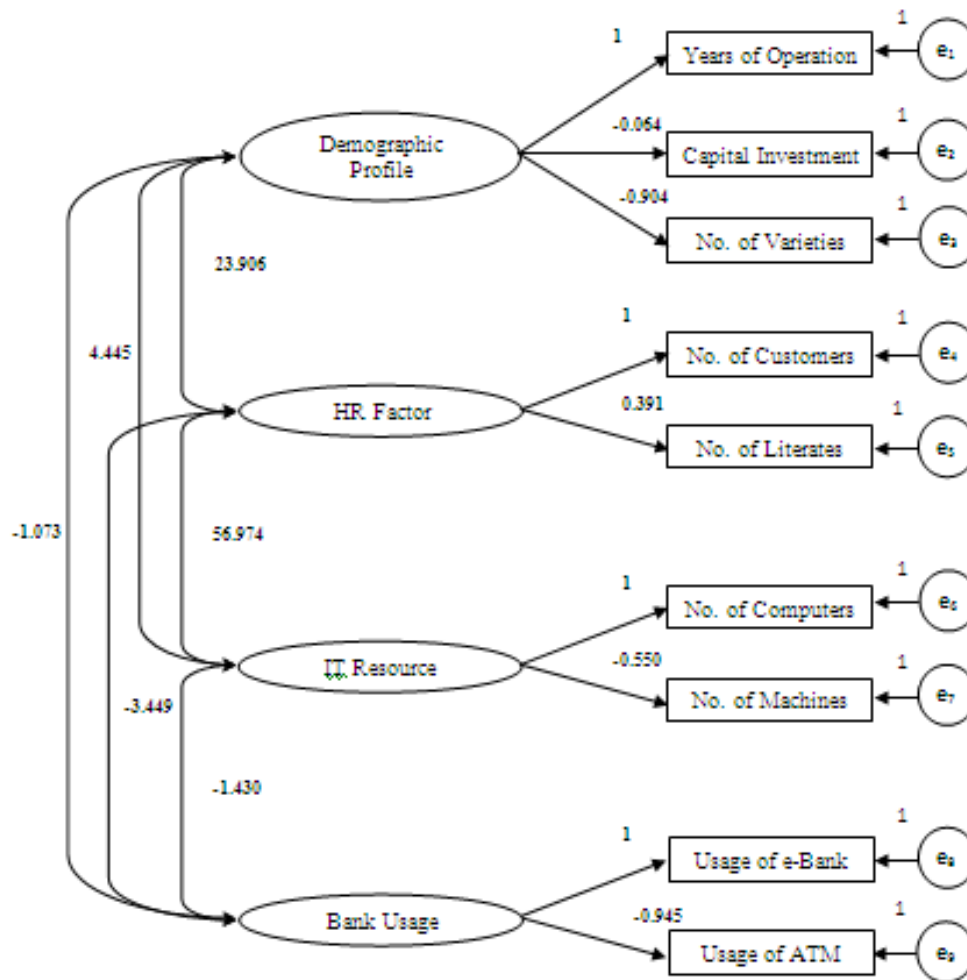 1
1
Years of Operation
e₁
-0.064
1
Demographic
Profile
Capital Investment
e₂
-0.904
1
No. of Varieties
e₃
23.906
1
1
4.445
No. of Customers
e₄
HR Factor
0.391
1
No. of Literates
e₅
-1.073
56.974
1
1
No. of Computers
e₆
IT Resource
-0.550
1
-3.449
No. of Machines
e₇
-1.430
1
1
Usage of e-Bank
e₈
Bank Usage
-0.945
1
Usage of ATM
e₉